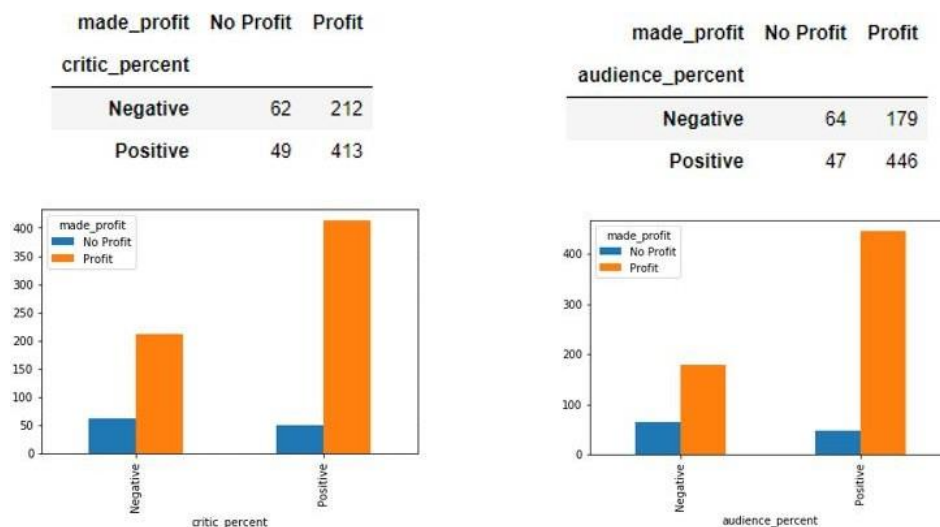 made_profit No Profit Profit
critic_percent
Negative 62 212
Positive 49 413
made_profit
No Profit
Profit
400
350
300
250
200
150
100
50
0
Negative
Positive
critic_percent
made_profit No Profit Profit
audience_percent
Negative 64 179
Positive 47 446
made_profit
No Profit
Profit
400
300
200
100
0
Negative
Positive
audience_percent